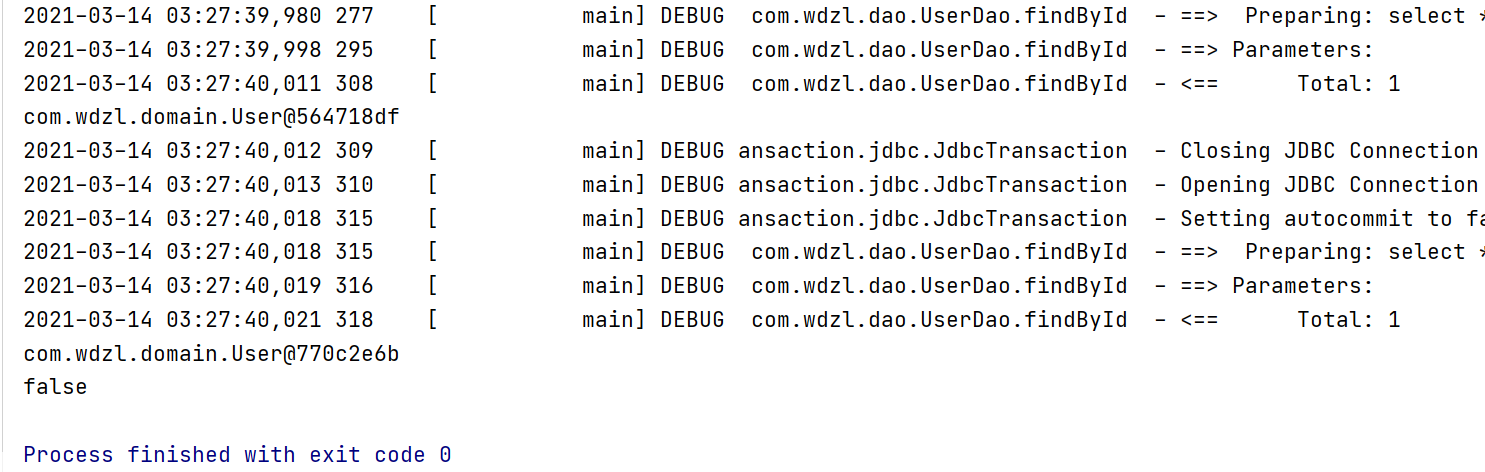 2021-03-14 03:27:39,980 277    [           main] DEBUG  com.wdzl.dao.UserDao.findById  - ==>  Preparing: select *
2021-03-14 03:27:39,998 295    [           main] DEBUG  com.wdzl.dao.UserDao.findById  - ==> Parameters:
2021-03-14 03:27:40,011 308    [           main] DEBUG  com.wdzl.dao.UserDao.findById  - <==      Total: 1
com.wdzl.domain.User@564718df
2021-03-14 03:27:40,012 309    [           main] DEBUG ansaction.jdbc.JdbcTransaction  - Closing JDBC Connection
2021-03-14 03:27:40,013 310    [           main] DEBUG ansaction.jdbc.JdbcTransaction  - Opening JDBC Connection
2021-03-14 03:27:40,018 315    [           main] DEBUG ansaction.jdbc.JdbcTransaction  - Setting autocommit to fa
2021-03-14 03:27:40,018 315    [           main] DEBUG  com.wdzl.dao.UserDao.findById  - ==>  Preparing: select *
2021-03-14 03:27:40,019 316    [           main] DEBUG  com.wdzl.dao.UserDao.findById  - ==> Parameters:
2021-03-14 03:27:40,021 318    [           main] DEBUG  com.wdzl.dao.UserDao.findById  - <==      Total: 1
com.wdzl.domain.User@770c2e6b
false
Process finished with exit code 0